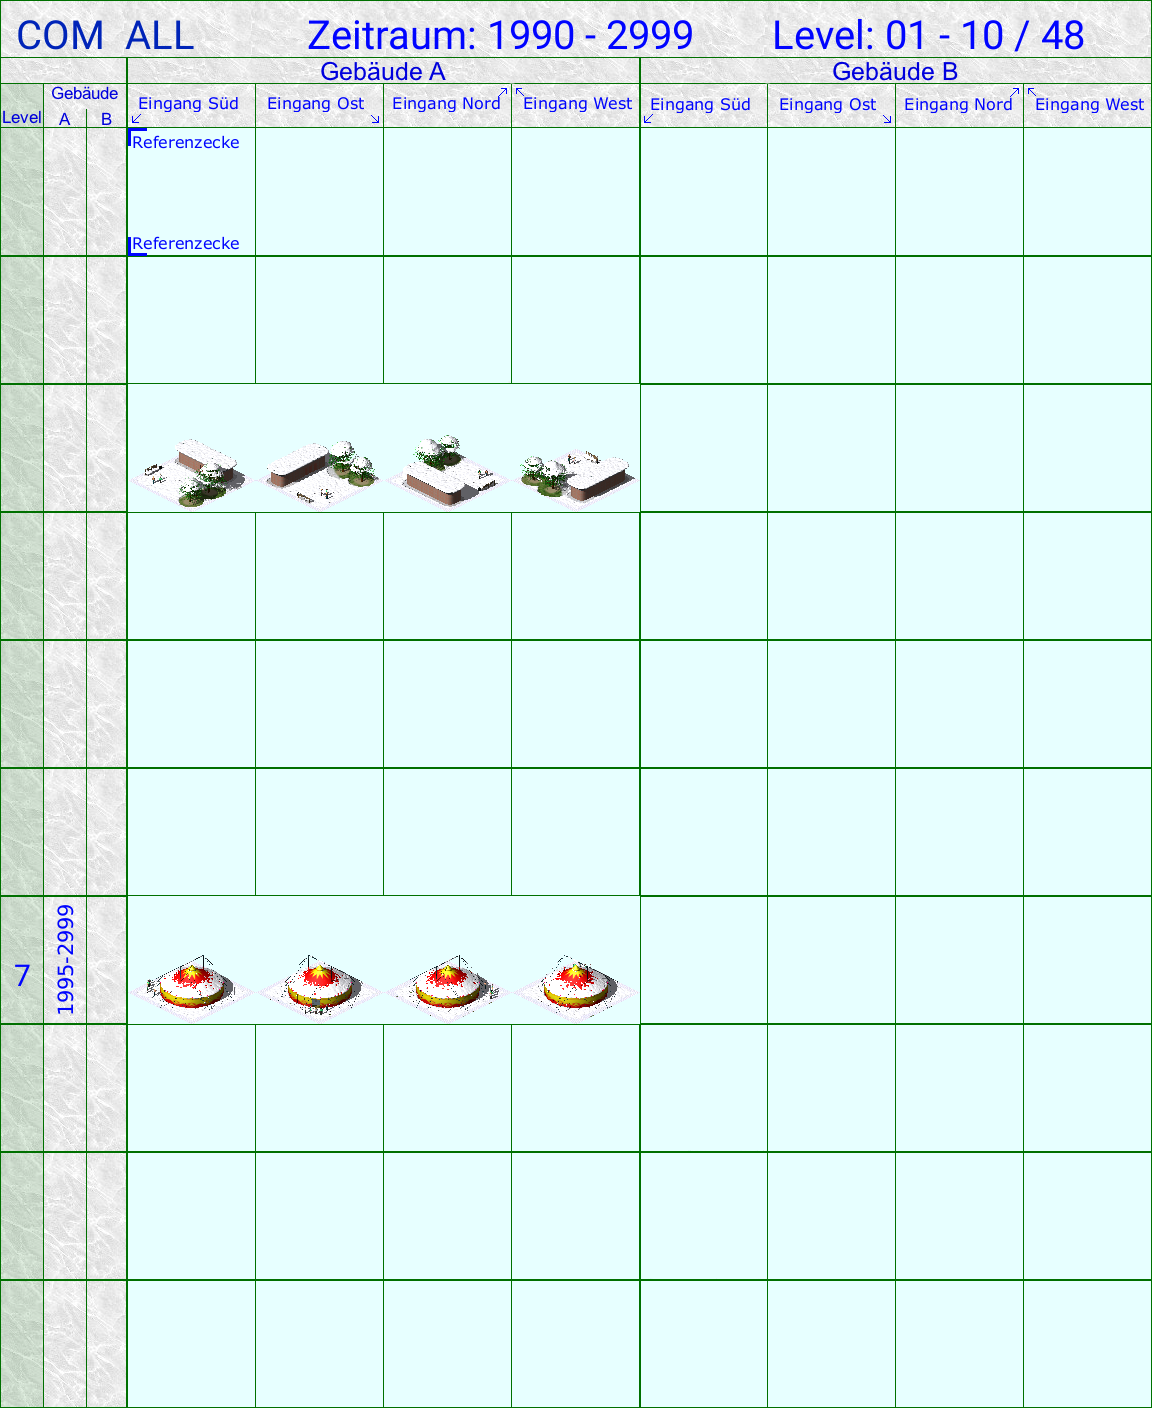 COM ALL Zeitraum: 1990 - 2999 Level: 01 - 10 / 48
Gebäude A Gebäude B
Level Gebäude A B Eingang Süd Eingang Ost Eingang Nord Eingang West Eingang Süd Eingang Ost Eingang Nord Eingang West
Referenzecke
Referenzecke
7 1995-2999